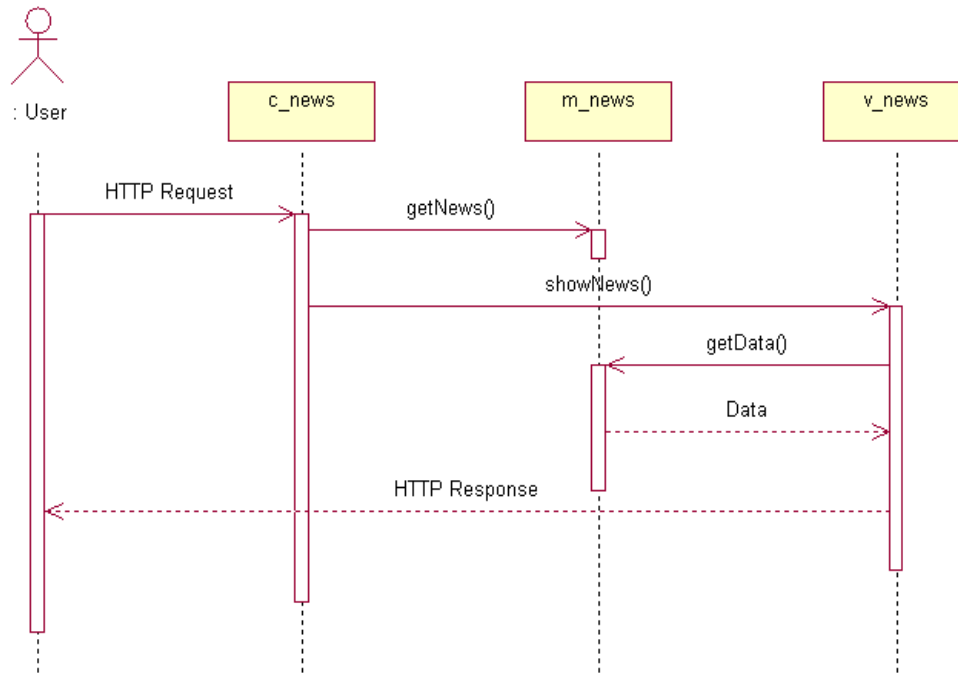 : User
c_news
m_news
v_news
HTTP Request
getNews()
showNews()
getData()
Data
HTTP Response